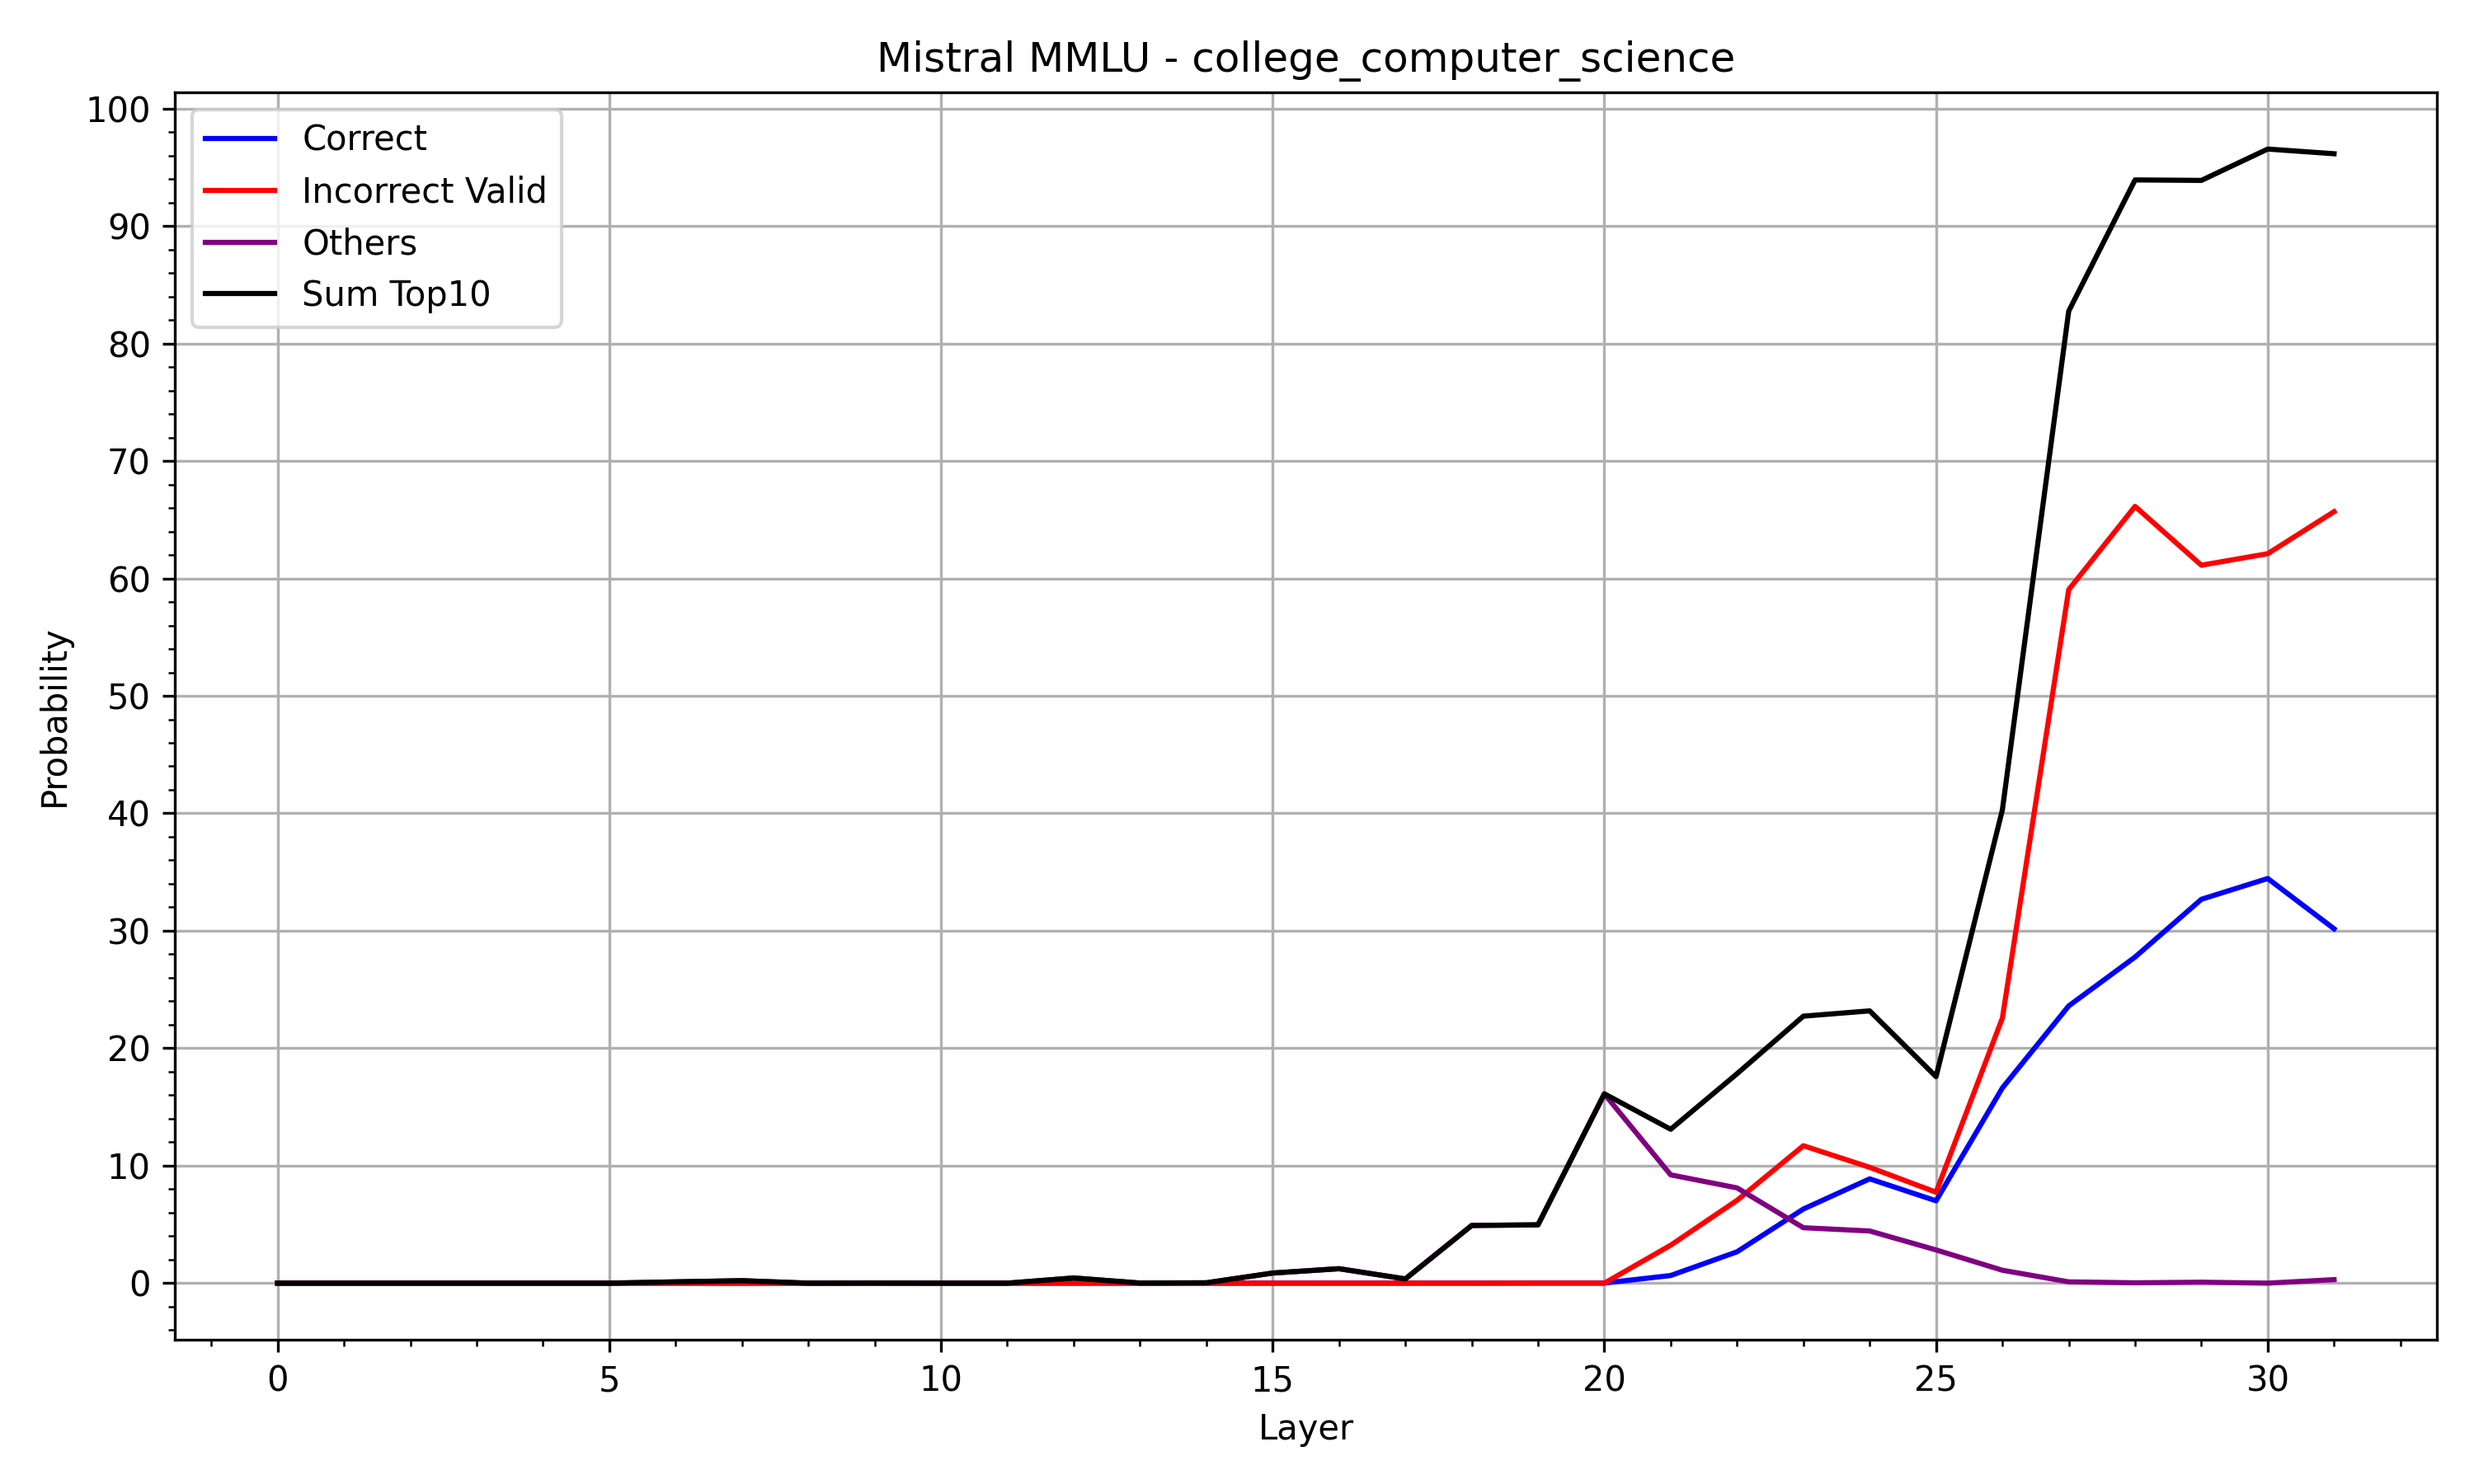 Mistral MMLU - college_computer_science
Correct
Incorrect Valid
Others
Sum Top10
100
90
80
70
60
50
40
30
20
10
0
Probability
0 5 10 15 20 25 30
Layer